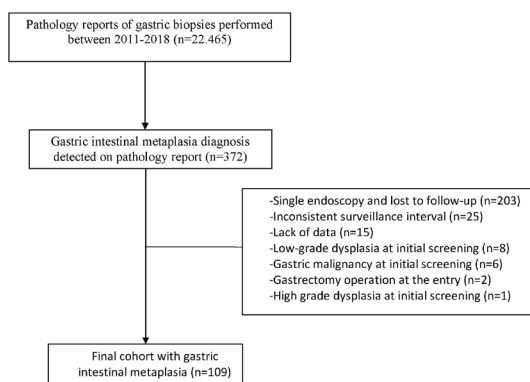 Pathology reports of gastric biopsies performed
between 2011-2018 (n=22.465)
Gastric intestinal metaplasia diagnosis
detected on pathology report (n=372)
-Single endoscopy and lost to follow-up (n=203)
-Inconsistent surveillance interval (n=25)
-Lack of data (n=15)
-Low-grade dysplasia at initial screening (n=8)
-Gastric malignancy at initial screening (n=6)
-Gastrectomy operation at the entry (n=2)
-High grade dysplasia at initial screening (n=1)
Final cohort with gastric
intestinal metaplasia (n=109)